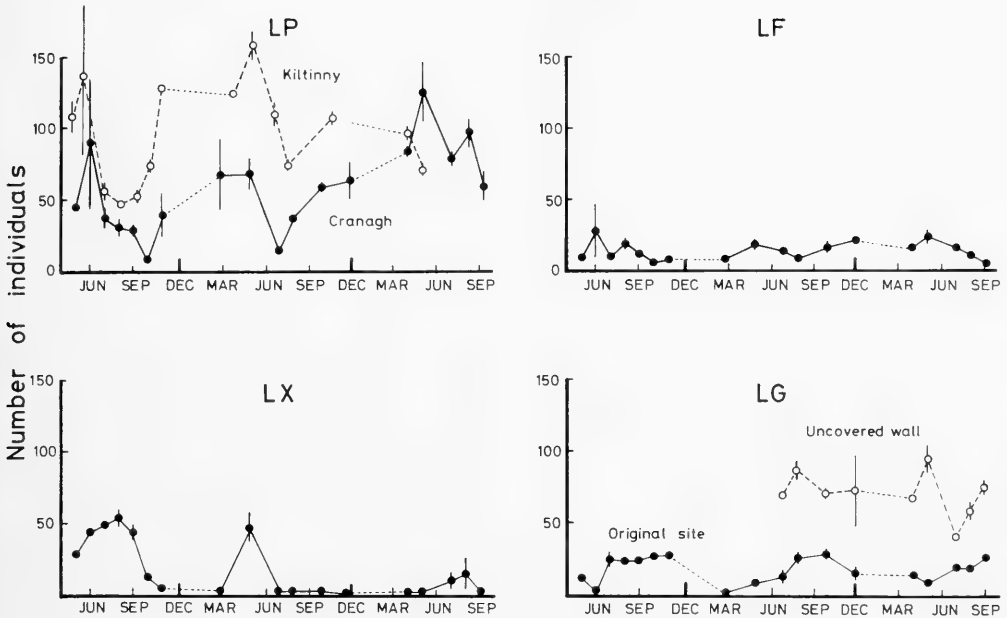 LP
150
100
50
0
Kiltinny
Cranagh
JUN SEP DEC MAR JUN SEP DEC MAR JUN SEP
LF
150
100
50
0
JUN SEP DEC MAR JUN SEP DEC MAR JUN SEP
Number of individuals
LX
150
100
50
JUN SEP DEC MAR JUN SEP DEC MAR JUN SEP
LG
150
100
50
Uncovered wall
Original site
JUN SEP DEC MAR JUN SEP DEC MAR JUN SEP